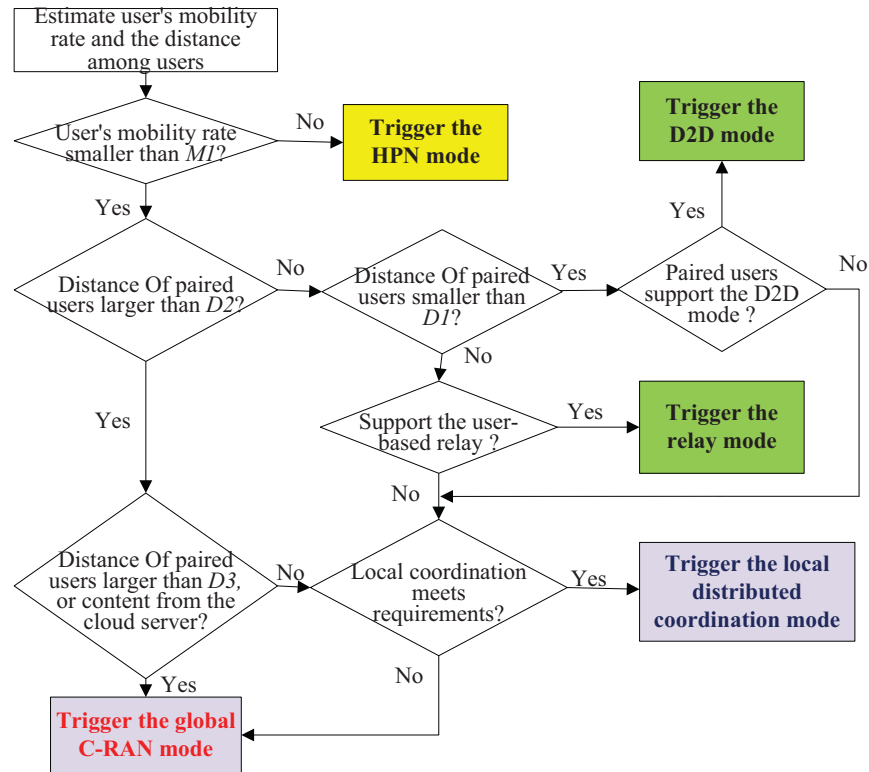 Estimate user's mobility
rate and the distance
among users
User's mobility rate
smaller than M1?
No
Trigger the
HPN mode
Trigger the
D2D mode
Yes
Yes
Distance Of paired
users larger than D2?
No
Distance Of paired
users smaller than
D1?
Yes
Paired users
support the D2D
mode ?
No
No
Yes
Support the user-
based relay ?
Yes
Trigger the
relay mode
No
Distance Of paired
users larger than D3,
or content from the
cloud server?
No
Local coordination
meets
requirements?
Yes
Trigger the local
distributed
coordination mode
No
Yes
Trigger the global
C-RAN mode